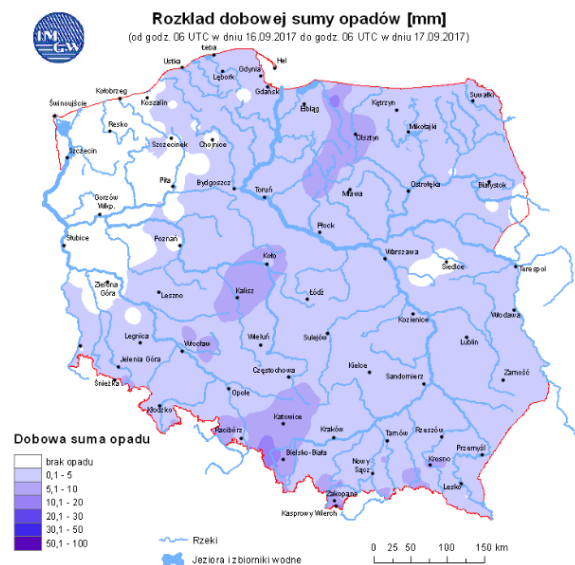 IMGW
Rozklad dobowej sumy opadów [mm]
(od godz. 06 UTC w dniu 16.09.2017 do godz. 06 UTC w dniu 17.09.2017)
Łeba
Hel
Ustka
Gdynia
Lębork
Gdańsk
Kołobrzeg
Koszalin
Suwałki
Elbląg
Kętrzyn
Świnoujście
Resko
Olsztyn
Mikołajki
Szczecinek
Chojnice
Szczecin
Piła
Bydgoszcz
Białystok
Ostrołęka
Mława
Toruń
Gorzów
Wlkp.
Płock
Słubice
Poznań
Warszawa
Siedlce
Terespol
Koło
Zielona
Góra
Kalisz
Leszno
Łódź
Kozienice
Włodawa
Legnica
Wrocław
Wieluń
Sulejów
Lublin
Jelenia Góra
Śnieżka
Częstochowa
Kielce
Sandomierz
Zamość
Opole
Kłodzko
Katowice
Racibórz
Kraków
Tarnów
Rzeszów
Przemyśl
Bielsko-Biała
Nowy
Sącz
Krosno
Lesko
Zakopane
Kasprowy Wierch
Dobowa suma opadu
brak opadu
0,1 - 5
5,1 - 10
10,1 - 20
20,1 - 30
30,1 - 50
50,1 - 100
Rzeki
Jeziora i zbiorniki wodne
0 25 50 100 150 km